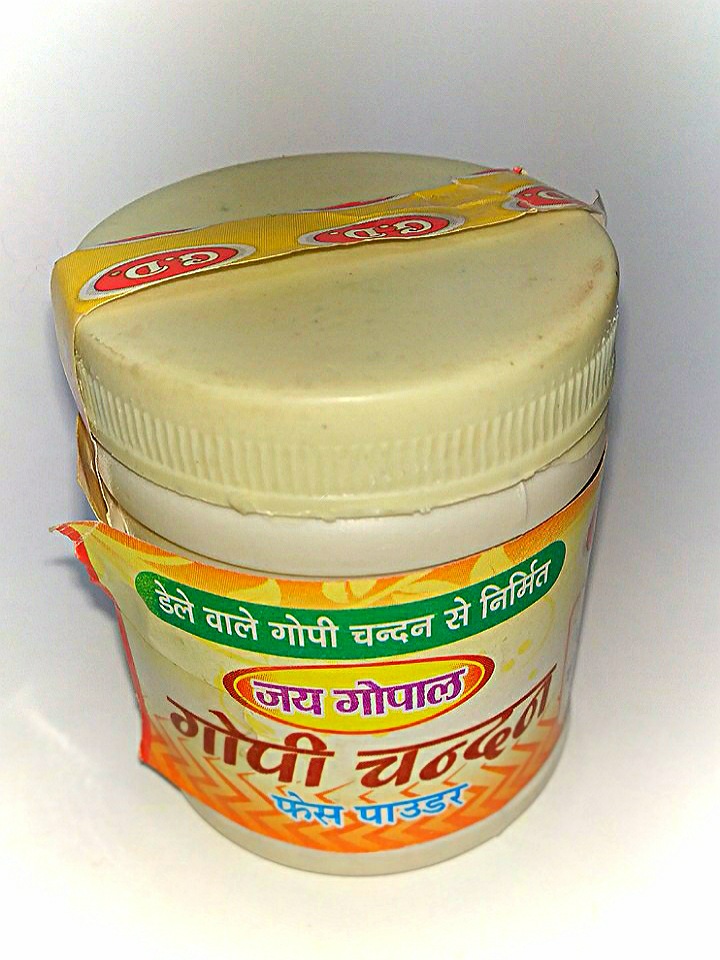 G.D.
G.D.
G.D.
डेले वाले गोपी चन्दन से निर्मित
जय गोपाल
गोपी चन्दन
फेस पाउडर